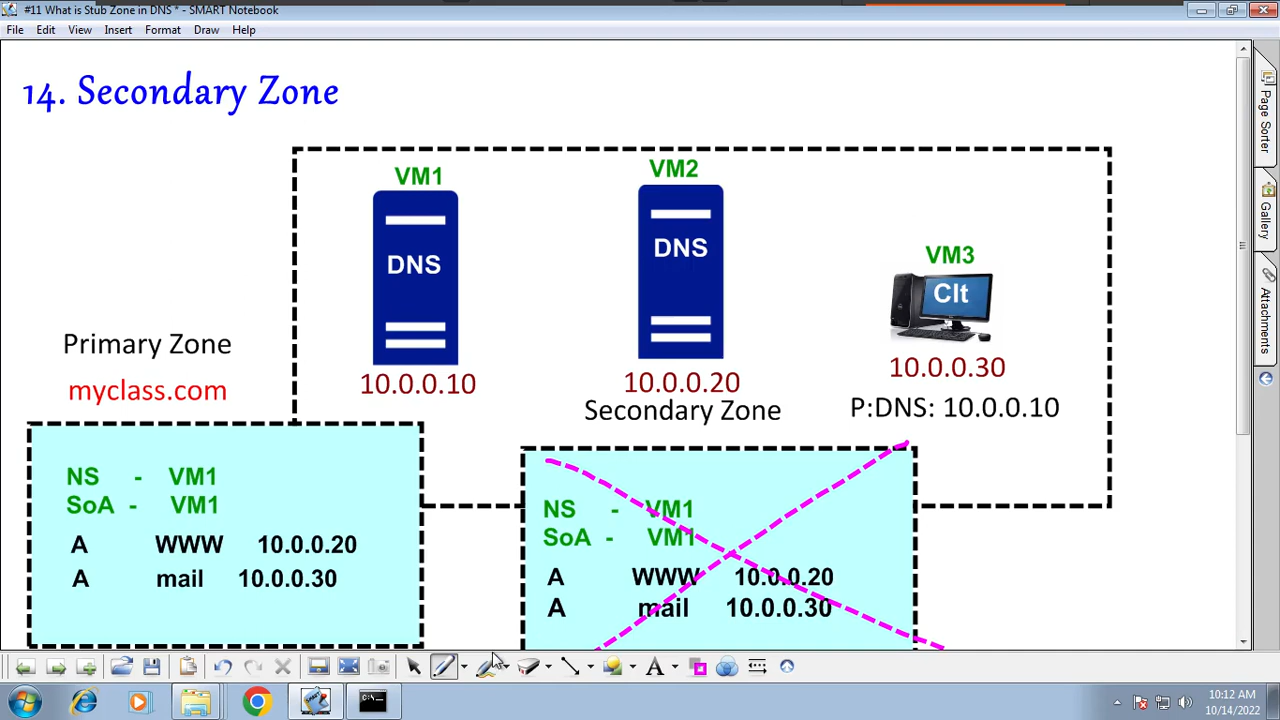 #11 What is Stub Zone in DNS * - SMART Notebook
File Edit View Insert Format Draw Help
14. Secondary Zone
VM1
VM2
DNS
DNS
VM3
Clt
Primary Zone
myclass.com
10.0.0.10
10.0.0.20
Secondary Zone
10.0.0.30
P:DNS: 10.0.0.10
NS - VM1
SoA - VM1
A WWW 10.0.0.20
A mail 10.0.0.30
NS - VM1
SoA - VM1
A WWW 10.0.0.20
A mail 10.0.0.30
Page Sorter
Gallery
Attachments
A
C:\
10:12 AM
10/14/2022